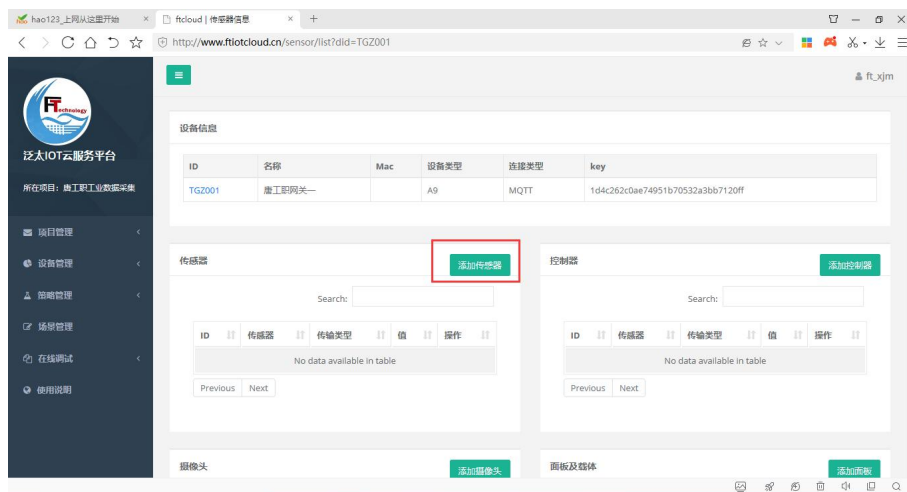 hao123_上网从这里开始
ftcloud | 传感器信息
http://www.ftiotcloud.cn/sensor/list?did=TGZ001
ft_xjm
FTechnology
泛太IOT云服务平台
所在项目：唐工职工业数据采集
项目管理
设备管理
策略管理
场景管理
在线调试
使用说明
设备信息
ID 名称 Mac 设备类型 连接类型 key
TGZ001 唐工职网关一 A9 MQTT 1d4c262c0ae74951b70532a3bb7120ff
传感器 添加传感器
Search:
ID 传感器 传输类型 值 操作
No data available in table
Previous Next
控制器 添加控制器
Search:
ID 传感器 传输类型 值 操作
No data available in table
Previous Next
摄像头 添加摄像头
面板及载体 添加面板